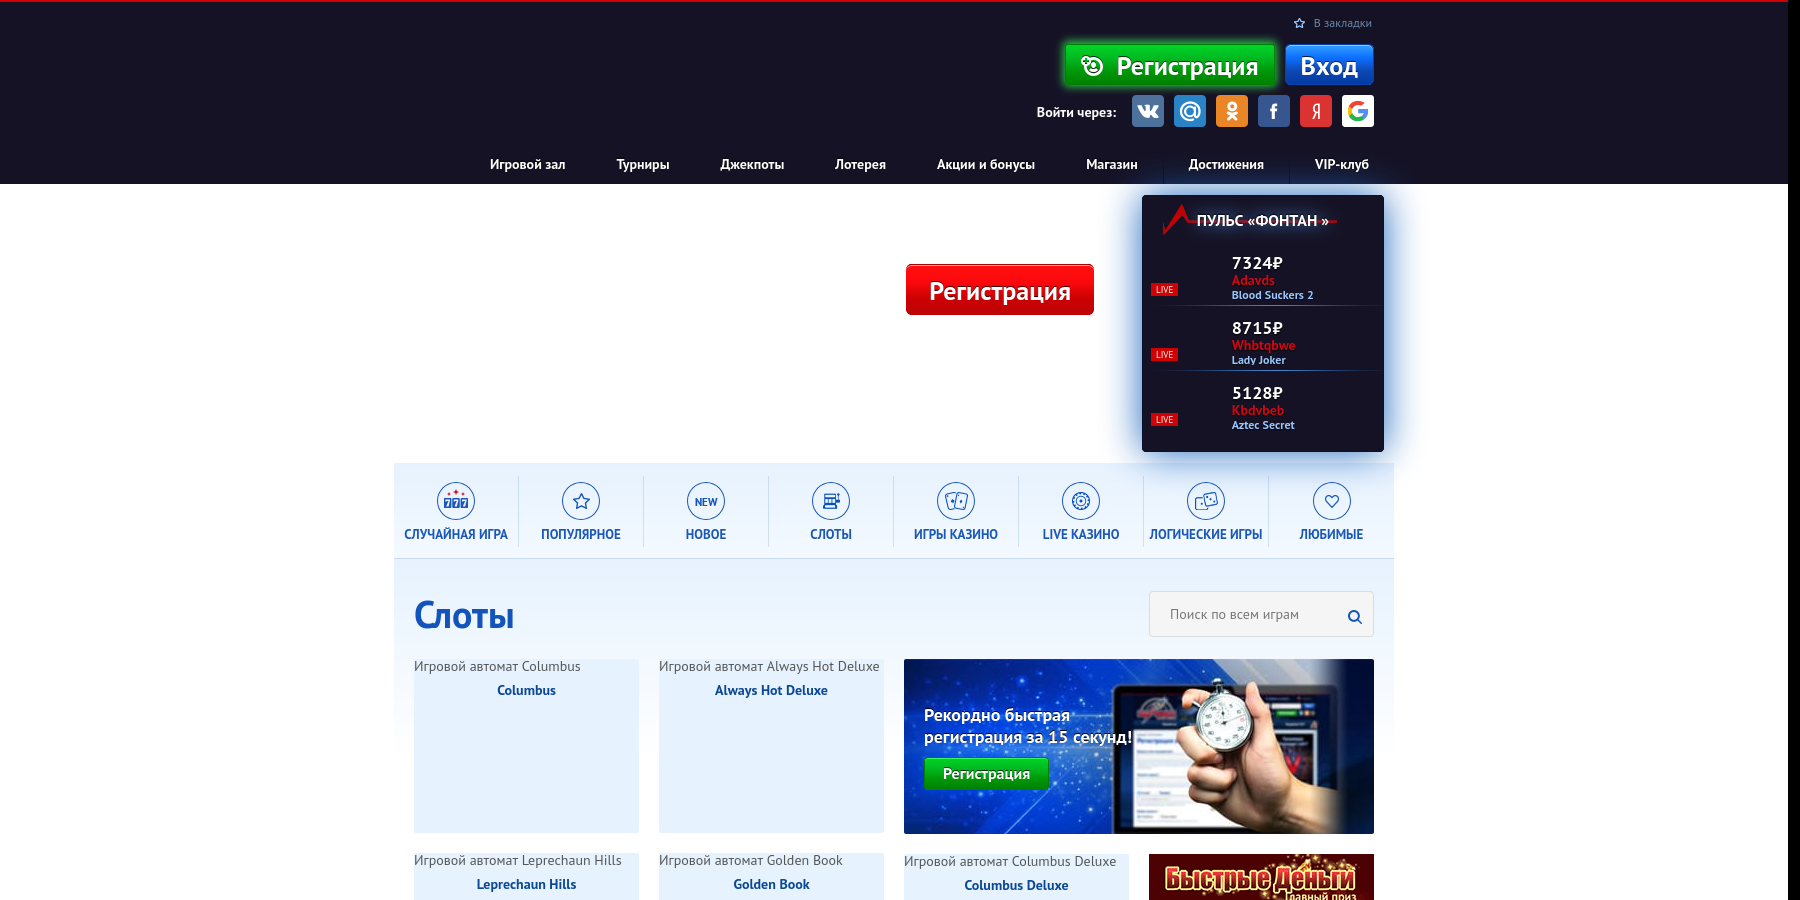 В закладки
Регистрация
Вход
Войти через:
Игровой зал
Турниры
Джекпоты
Лотерея
Акции и бонусы
Магазин
Достижения
VIP-клуб
Регистрация
ПУЛЬС «ФОНТАН »
7324₽
Adavds
LIVE
Blood Suckers 2
8715₽
Whbtqbwe
LIVE
Lady Joker
5128₽
Kbdvbeb
LIVE
Aztec Secret
777
СЛУЧАЙНАЯ ИГРА
ПОПУЛЯРНОЕ
NEW
НОВОЕ
СЛОТЫ
ИГРЫ КАЗИНО
LIVE КАЗИНО
ЛОГИЧЕСКИЕ ИГРЫ
ЛЮБИМЫЕ
Слоты
Поиск по всем играм
Игровой автомат Columbus
Columbus
Игровой автомат Always Hot Deluxe
Always Hot Deluxe
Рекордно быстрая
регистрация за 15 секунд!
Регистрация
Игровой автомат Leprechaun Hills
Leprechaun Hills
Игровой автомат Golden Book
Golden Book
Игровой автомат Columbus Deluxe
Columbus Deluxe
Быстрые Деньги
Главный приз